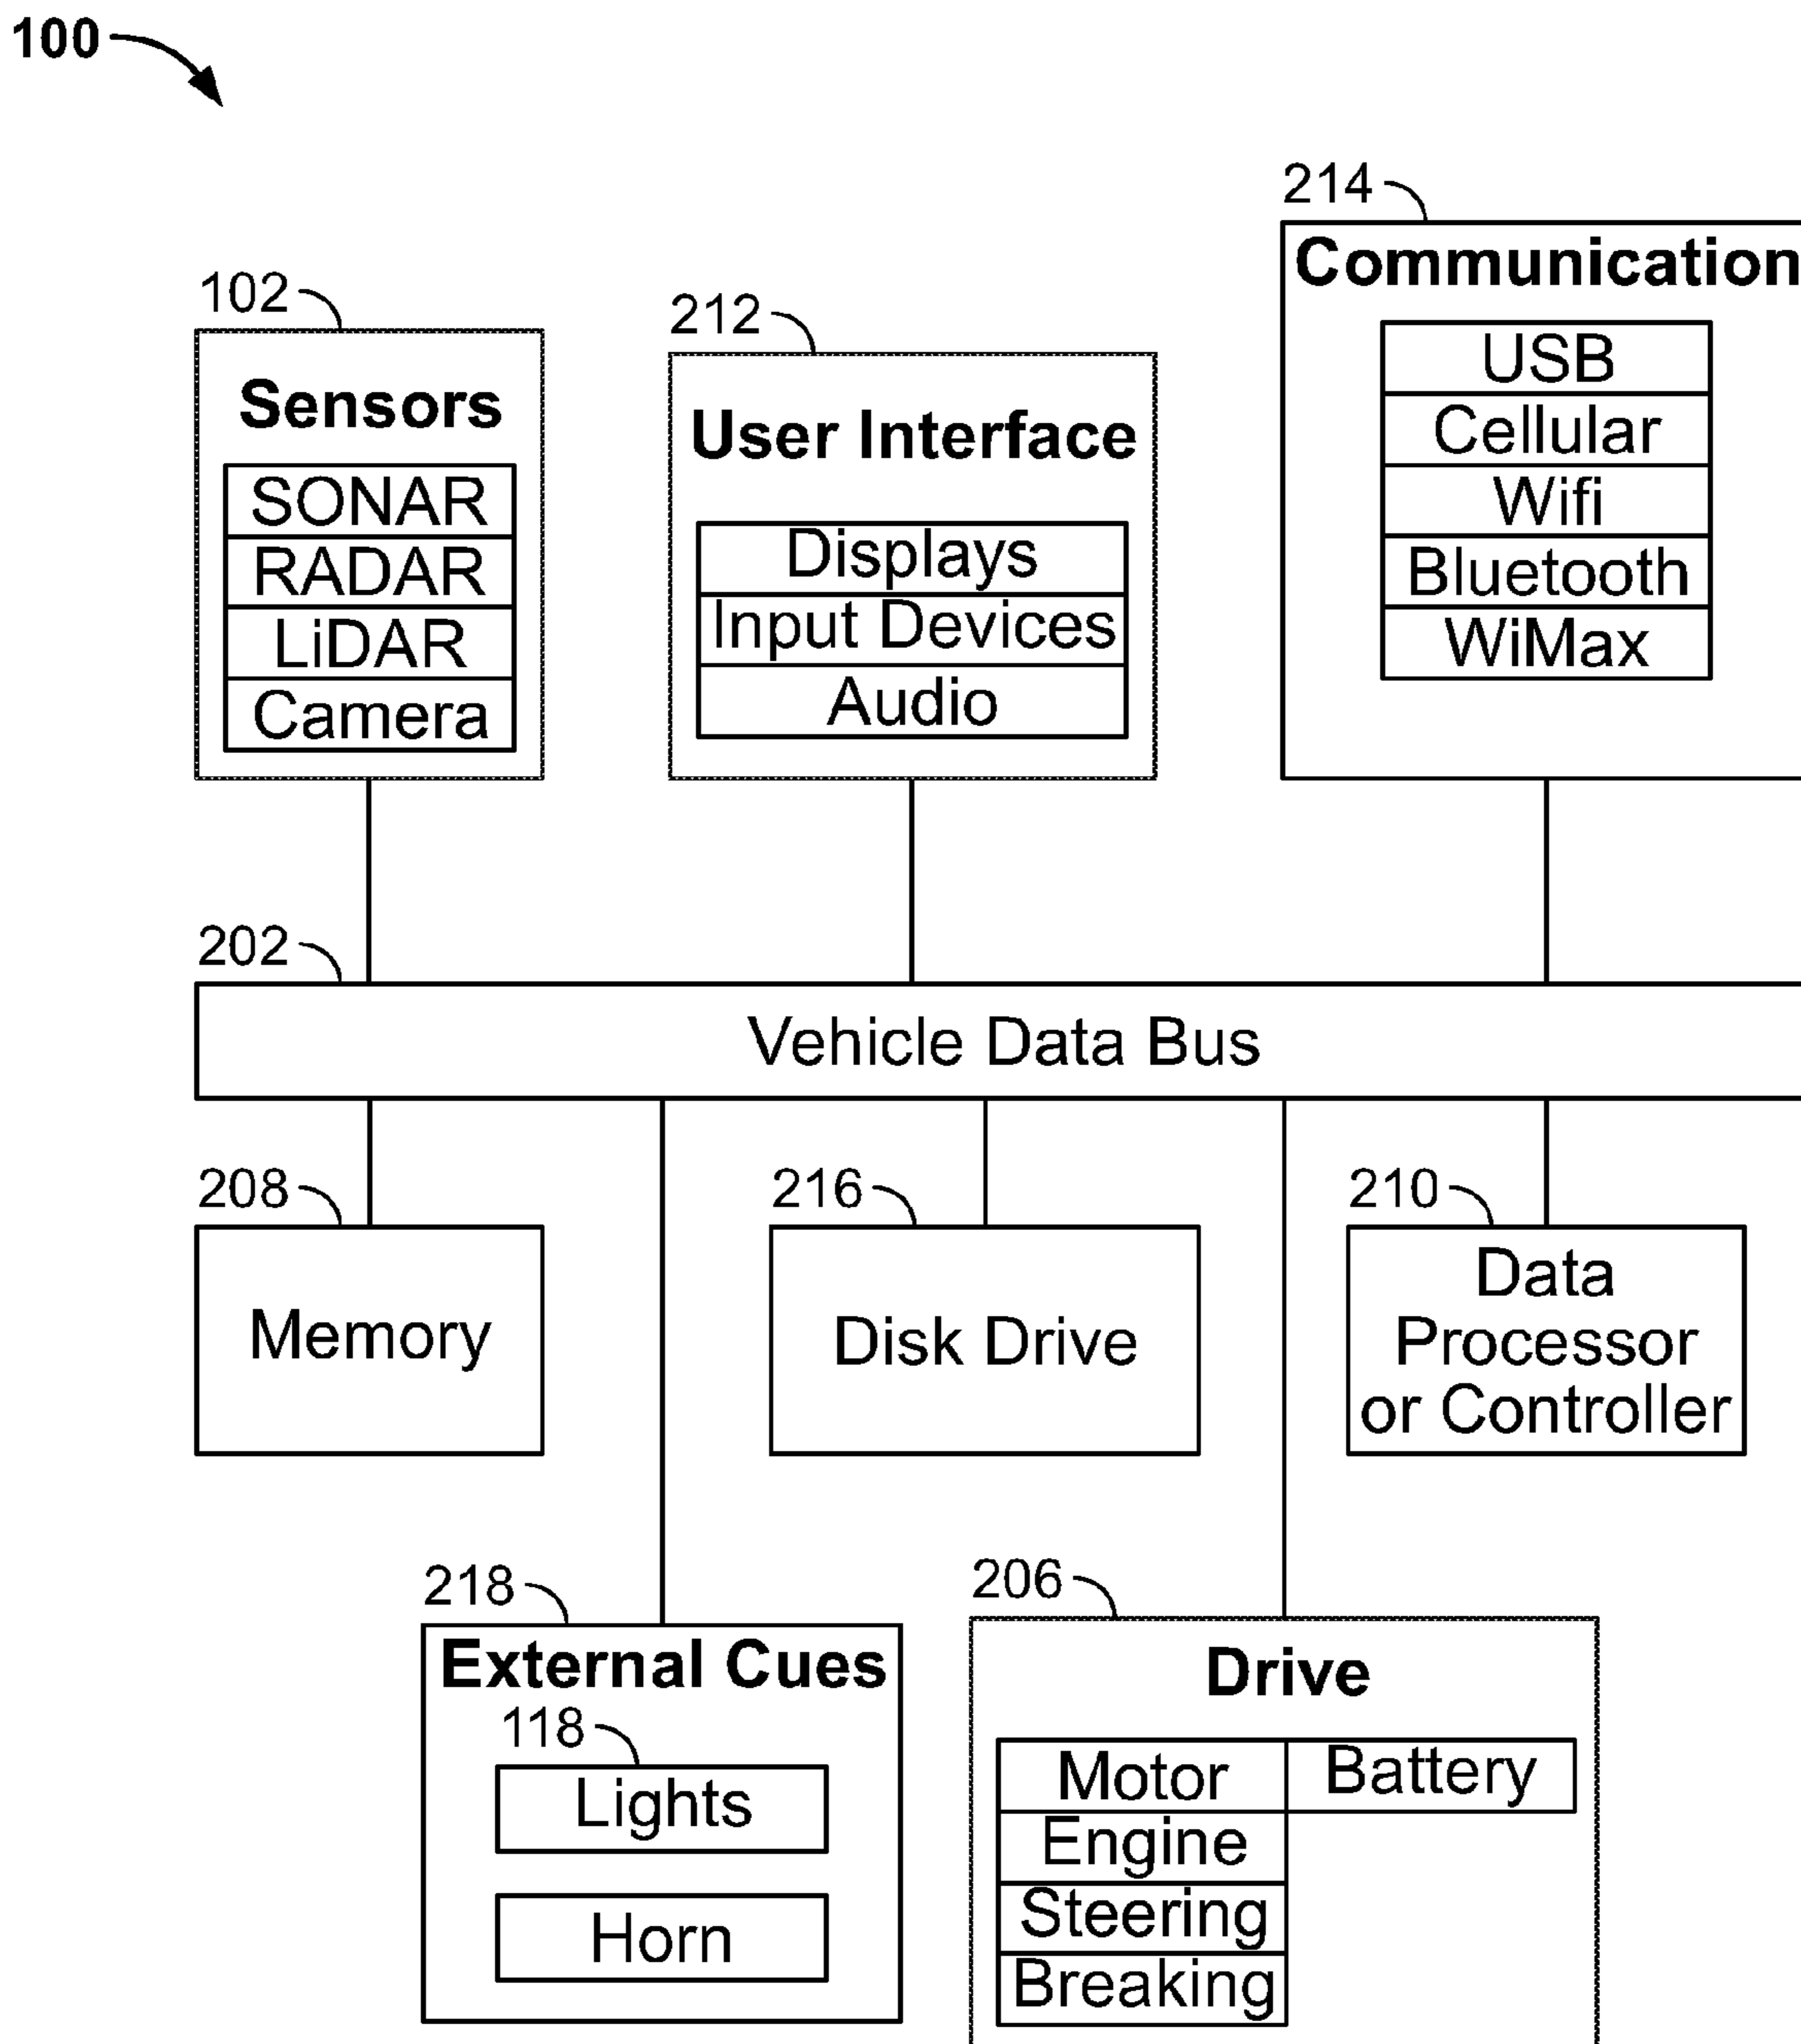 100
214
Communication
USB
Cellular
Wifi
Bluetooth
WiMax
102
Sensors
SONAR
RADAR
LiDAR
Camera
212
User Interface
Displays
Input Devices
Audio
202
Vehicle Data Bus
208
Memory
216
Disk Drive
210
Data
Processor
or Controller
218
External Cues
118
Lights
Horn
206
Drive
Motor
Battery
Engine
Steering
Breaking